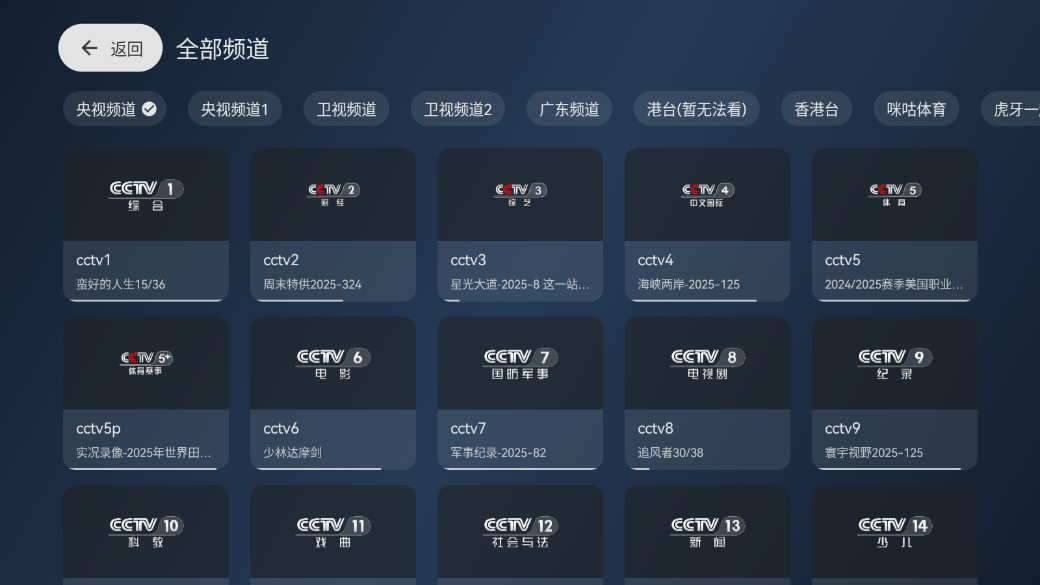 返回 全部频道
央视频道 央视频道1 卫视频道 卫视频道2 广东频道 港台(暂无法看) 香港台 咪咕体育 虎牙一
CCTV 1 CCTV 2 CCTV 3 CCTV 4 CCTV 5
综合 财经 综艺 中文国际 体育
cctv1 cctv2 cctv3 cctv4 cctv5
蛮好的人生15/36 周末特供2025-324 星光大道-2025-8 这一站... 海峡两岸-2025-125 2024/2025赛季美国职业...
CCTV 5+ CCTV 6 CCTV 7 CCTV 8 CCTV 9
体育赛事 电影 国防军事 电视剧 纪录
cctv5p cctv6 cctv7 cctv8 cctv9
实况录像-2025年世界田... 少林达摩剑 军事纪录-2025-82 追风者30/38 寰宇视野2025-125
CCTV 10 CCTV 11 CCTV 12 CCTV 13 CCTV 14
科教 戏曲 社会与法 新闻 少儿